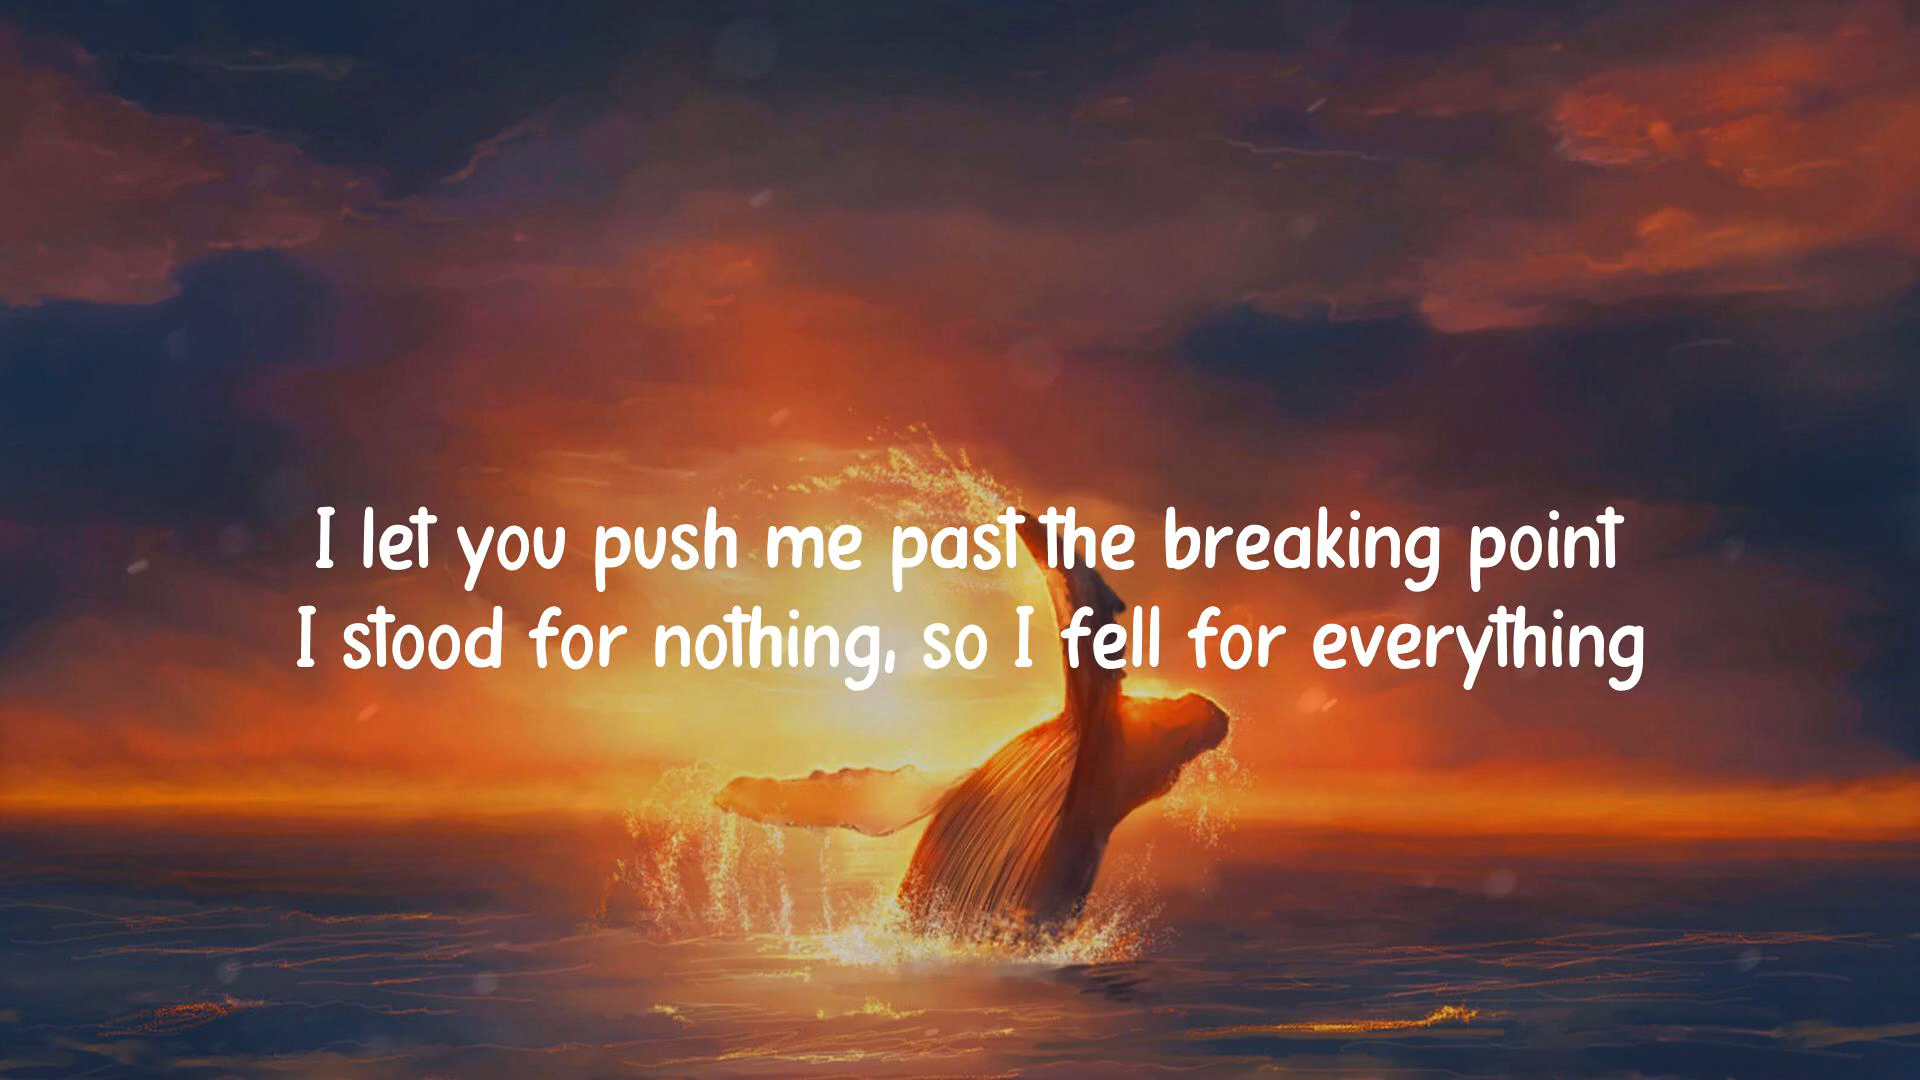 I let you push me past the breaking point
I stood for nothing, so I fell for everything